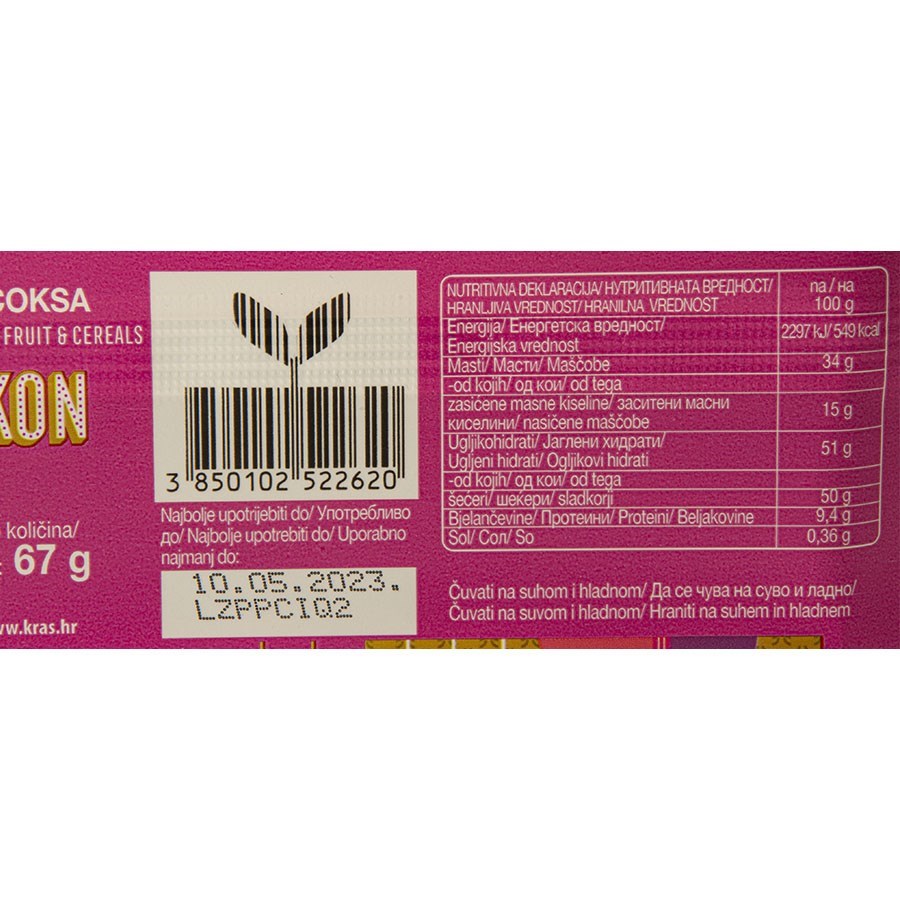 COKSA
FRUIT & CEREALS
KON
količina/
67 g
www.kras.hr
3 850102 522620
Najbolje upotrijebiti do/ Употребливо
до/ Najbolje upotrebiti do/ Uporabno
najmanj do:
10.05.2023.
LZPPCIQ2
NUTRITIVNA DEKLARACIJA/ НУТРИТИВНАТА ВРЕДНОСТ/ na / на
HRANLJIVA VREDNOST/ HRANILNA VREDNOST 100 g
Energija/ Енергетска вредност/ 2297 kJ/ 549 kcal
Energijska vrednost
Masti/ Масти/ Maščobe 34 g
-od kojih/ од кои/ od tega
zasićene masne kiseline/ заситени масни 15 g
киселини/ nasičene maščobe
Ugljikohidrati/ Јаглени хидрати/ 51 g
Ugljeni hidrati/ Ogljikovi hidrati
-od kojih/ од кои/ od tega
šećeri/ шеќери/ sladkorji 50 g
Bjelančevine/ Протеини/ Proteini/ Beljakovine 9,4 g
Sol/ Сол/ So 0,36 g
Čuvati na suhom i hladnom/ Да се чува на суво и ладно/
Čuvati na suvom i hladnom/ Hraniti na suhem in hladnem